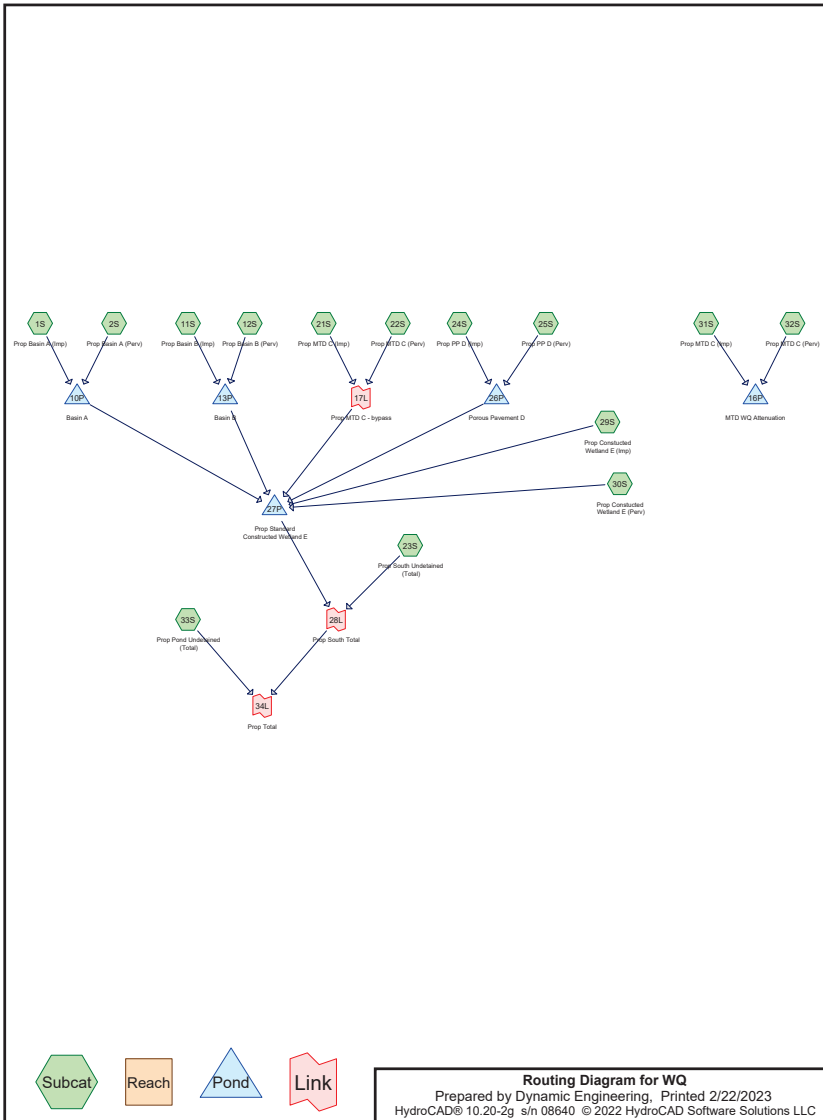 1S
2S
11S
12S
21S
22S
24S
25S
31S
32S
Prop Basin A (Imp)
Prop Basin A (Perv)
Prop Basin B (Imp)
Prop Basin B (Perv)
Prop MTD C (Imp)
Prop MTD C (Perv)
Prop PP D (Imp)
Prop PP D (Perv)
Prop MTD C (Imp)
Prop MTD C (Perv)
10P
13P
17L
26P
16P
Basin A
Basin B
Prop MTD C - bypass
Porous Pavement D
MTD WQ Attenuation
29S
Prop Constucted
Wetland E (Imp)
30S
Prop Constucted
Wetland E (Perv)
27P
Prop Standard
Constructed Wetland E
23S
Prop South Undetained
(Total)
33S
Prop Pond Undetained
(Total)
28L
Prop South Total
34L
Prop Total
Subcat
Reach
Pond
Link
Routing Diagram for WQ
Prepared by Dynamic Engineering, Printed 2/22/2023
HydroCAD® 10.20-2g s/n 08640 © 2022 HydroCAD Software Solutions LLC